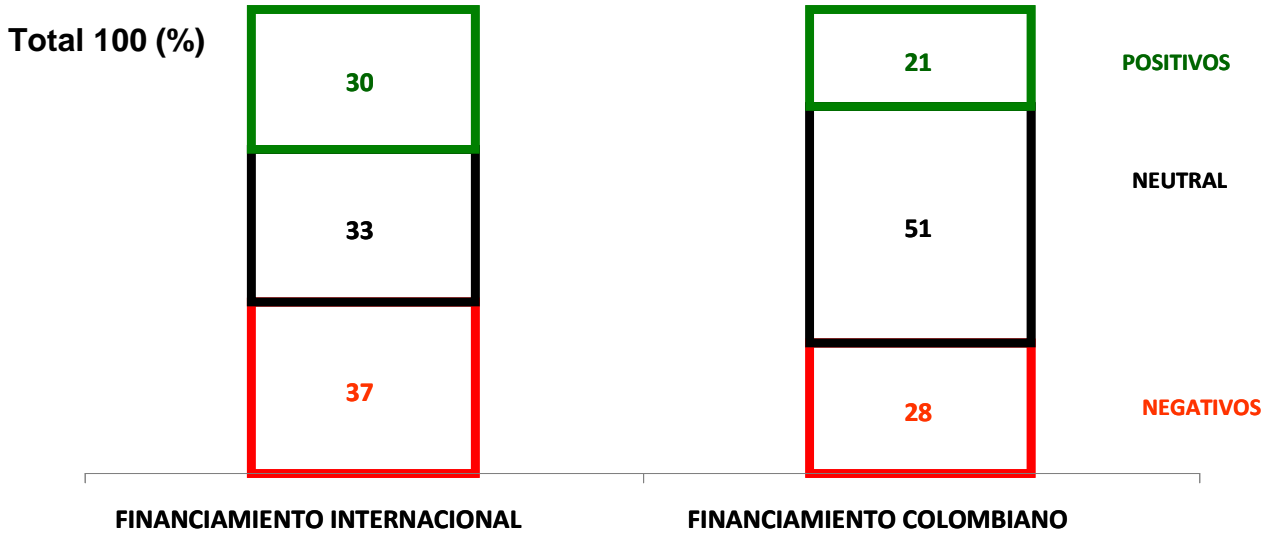 Total 100 (%)
30
21
POSITIVOS
33
51
NEUTRAL
37
28
NEGATIVOS
FINANCIAMIENTO INTERNACIONAL
FINANCIAMIENTO COLOMBIANO